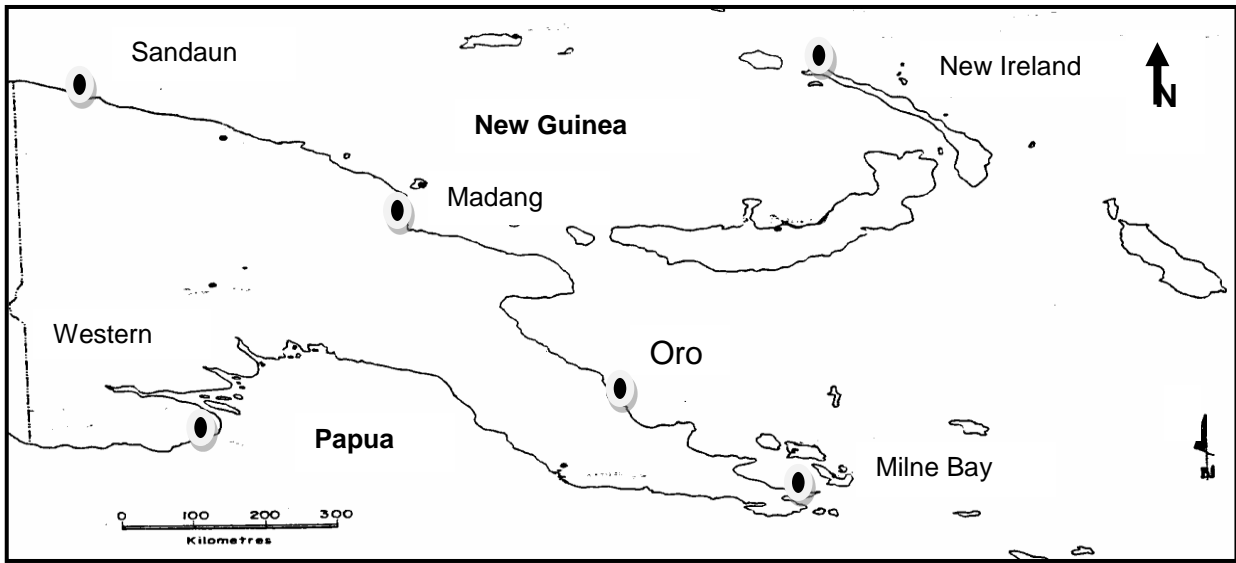 Sandaun
New Ireland
N
New Guinea
Madang
Western
Oro
Papua
Milne Bay
0 100 200 300
Kilometres